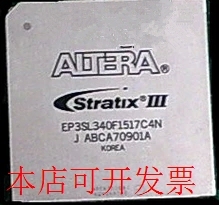 ALTERA®
Stratix® III
EP3SL340F1517C4N
J ABCA70901A
KOREA
本店可开发票